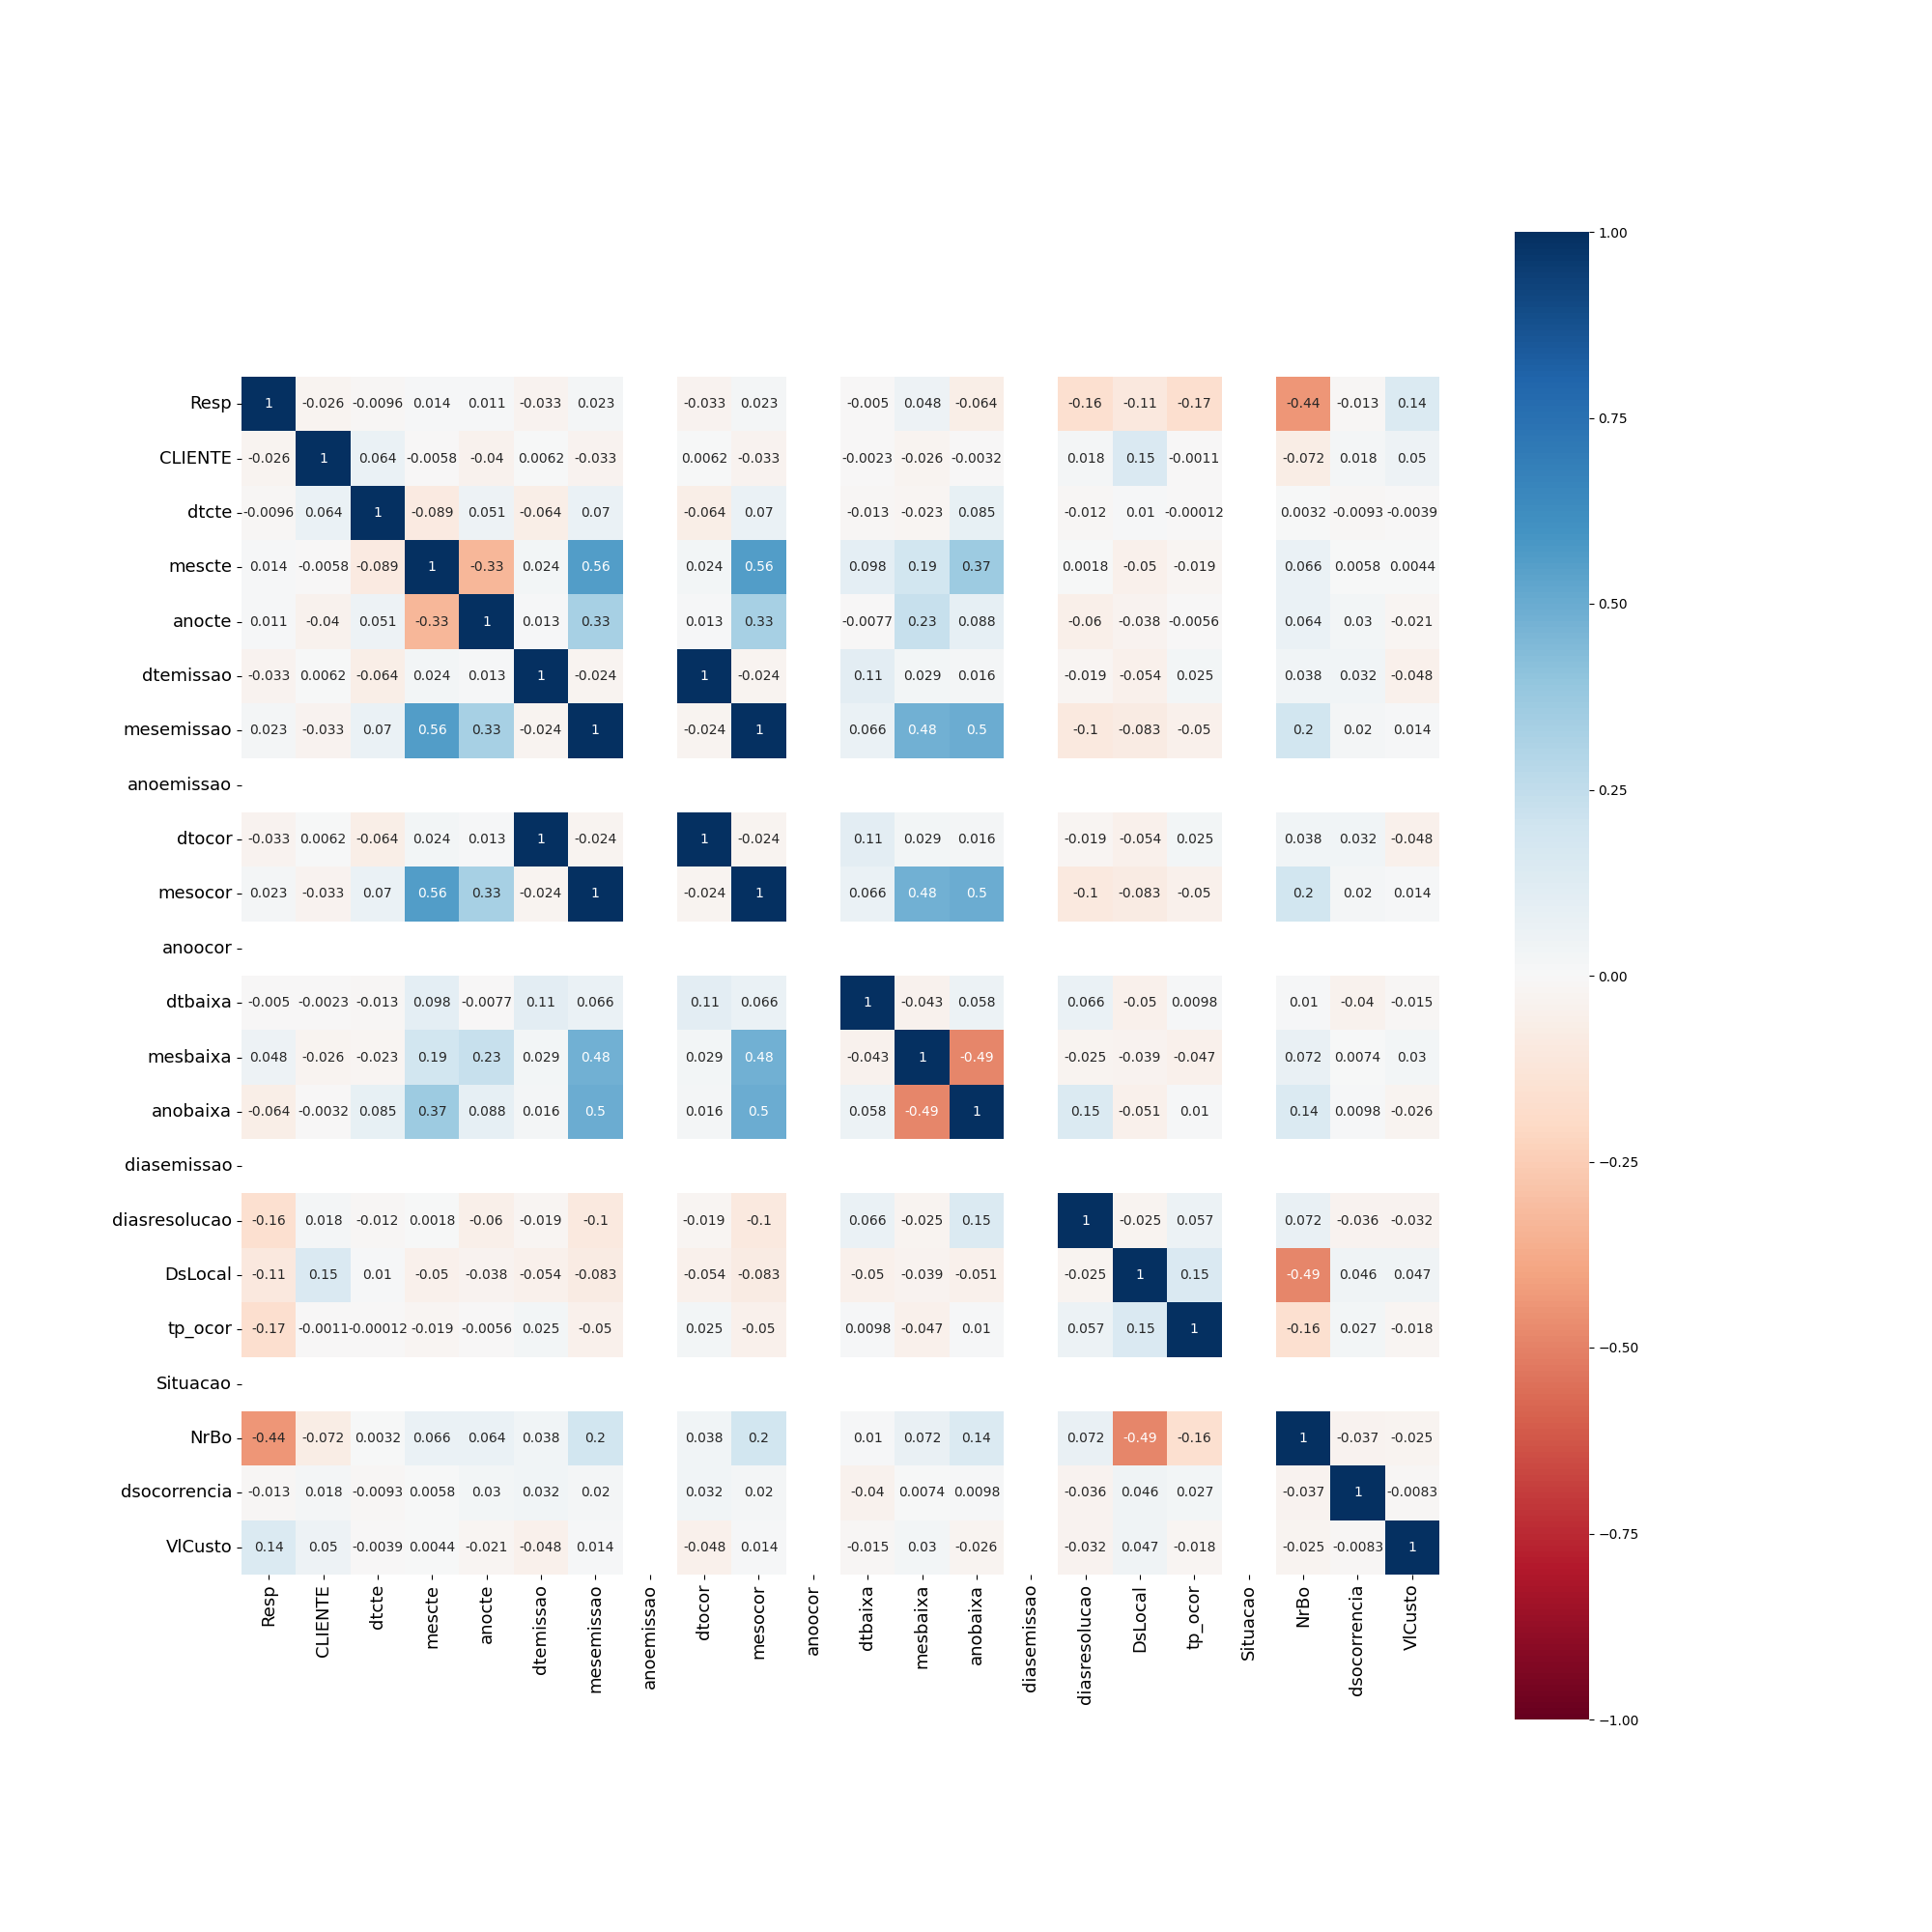 1.00
Resp 1 -0.026 -0.0096 0.014 0.011 -0.033 0.023 -0.033 0.023 -0.005 0.048 -0.064 -0.16 -0.11 -0.17 -0.44 -0.013 0.14
0.75
CLIENTE -0.026 1 0.064 -0.0058 -0.04 0.0062 -0.033 0.0062 -0.033 -0.0023 -0.026 -0.0032 0.018 0.15 -0.0011 -0.072 0.018 0.05
dtcte -0.0096 0.064 1 -0.089 0.051 -0.064 0.07 -0.064 0.07 -0.013 -0.023 0.085 -0.012 0.01 -0.00012 0.0032 -0.0093 -0.0039
mescte 0.014 -0.0058 -0.089 1 -0.33 0.024 0.56 0.024 0.56 0.098 0.19 0.37 0.0018 -0.05 -0.019 0.066 0.0058 0.0044
0.50
anocte 0.011 -0.04 0.051 -0.33 1 0.013 0.33 0.013 0.33 -0.0077 0.23 0.088 -0.06 -0.038 -0.0056 0.064 0.03 -0.021
dtemissao -0.033 0.0062 -0.064 0.024 0.013 1 -0.024 1 -0.024 0.11 0.029 0.016 -0.019 -0.054 0.025 0.038 0.032 -0.048
mesemissao 0.023 -0.033 0.07 0.56 0.33 -0.024 1 -0.024 1 0.066 0.48 0.5 -0.1 -0.083 -0.05 0.2 0.02 0.014
anoemissao
0.25
dtocor -0.033 0.0062 -0.064 0.024 0.013 1 -0.024 1 -0.024 0.11 0.029 0.016 -0.019 -0.054 0.025 0.038 0.032 -0.048
mesocor 0.023 -0.033 0.07 0.56 0.33 -0.024 1 -0.024 1 0.066 0.48 0.5 -0.1 -0.083 -0.05 0.2 0.02 0.014
anoocor
0.00
dtbaixa -0.005 -0.0023 -0.013 0.098 -0.0077 0.11 0.066 0.11 0.066 1 -0.043 0.058 0.066 -0.05 0.0098 0.01 -0.04 -0.015
mesbaixa 0.048 -0.026 -0.023 0.19 0.23 0.029 0.48 0.029 0.48 -0.043 1 -0.49 -0.025 -0.039 -0.047 0.072 0.0074 0.03
anobaixa -0.064 -0.0032 0.085 0.37 0.088 0.016 0.5 0.016 0.5 0.058 -0.49 1 0.15 -0.051 0.01 0.14 0.0098 -0.026
diasemissao
−0.25
diasresolucao -0.16 0.018 -0.012 0.0018 -0.06 -0.019 -0.1 -0.019 -0.1 0.066 -0.025 0.15 1 -0.025 0.057 0.072 -0.036 -0.032
DsLocal -0.11 0.15 0.01 -0.05 -0.038 -0.054 -0.083 -0.054 -0.083 -0.05 -0.039 -0.051 -0.025 1 0.15 -0.49 0.046 0.047
tp_ocor -0.17 -0.0011 -0.00012 -0.019 -0.0056 0.025 -0.05 0.025 -0.05 0.0098 -0.047 0.01 0.057 0.15 1 -0.16 0.027 -0.018
−0.50
Situacao
NrBo -0.44 -0.072 0.0032 0.066 0.064 0.038 0.2 0.038 0.2 0.01 0.072 0.14 0.072 -0.49 -0.16 1 -0.037 -0.025
dsocorrencia -0.013 0.018 -0.0093 0.0058 0.03 0.032 0.02 0.032 0.02 -0.04 0.0074 0.0098 -0.036 0.046 0.027 -0.037 1 -0.0083
−0.75
VlCusto 0.14 0.05 -0.0039 0.0044 -0.021 -0.048 0.014 -0.048 0.014 -0.015 0.03 -0.026 -0.032 0.047 -0.018 -0.025 -0.0083 1
Resp CLIENTE dtcte mescte anocte dtemissao mesemissao anoemissao dtocor mesocor anoocor dtbaixa mesbaixa anobaixa diasemissao diasresolucao DsLocal tp_ocor Situacao NrBo dsocorrencia VlCusto
−1.00